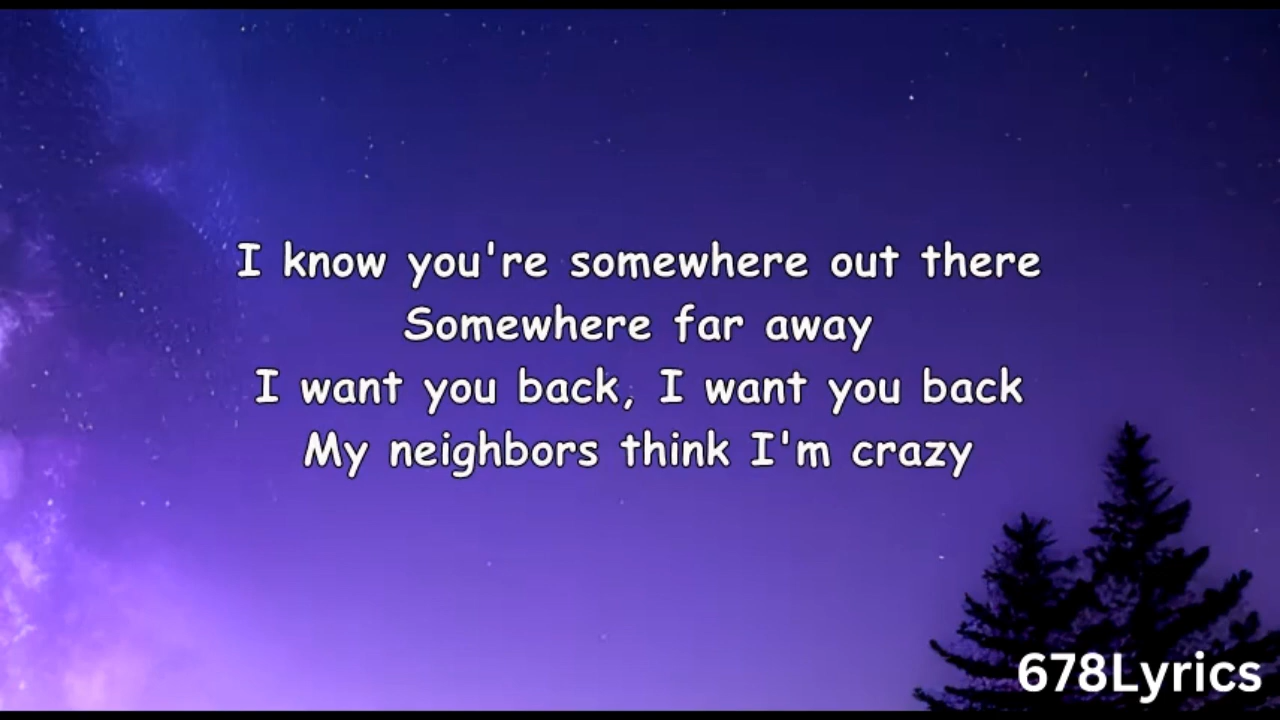 I know you're somewhere out there
Somewhere far away
I want you back, I want you back
My neighbors think I'm crazy
678Lyrics